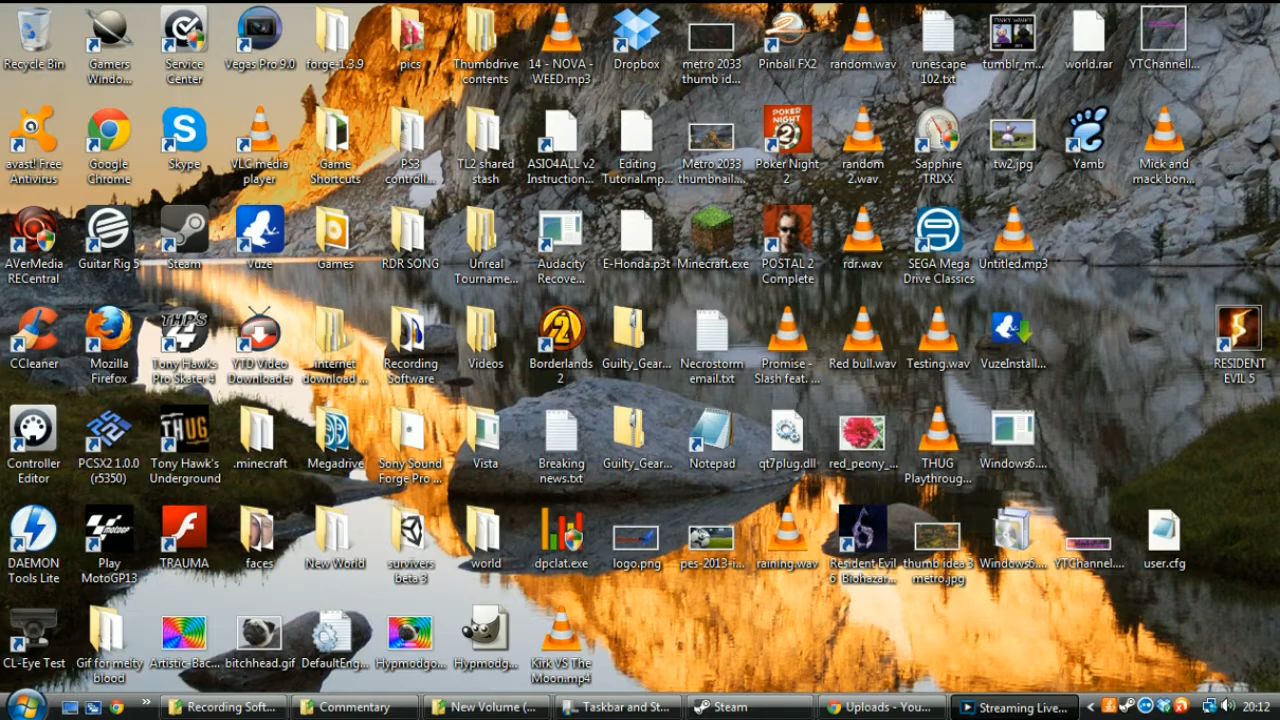 Recycle Bin
Gamers Windo...
Service Center
Vegas Pro 9.0
forge-1.3.9
pics
Thumbdrive contents
14 - NOVA - WEED.mp3
Dropbox
metro 2033 thumb id...
Pinball FX2
random.wav
runescape 102.txt
tumblr_m...
world.rar
YTChannell...
avast! Free Antivirus
Google Chrome
Skype
VLC media player
Game Shortcuts
PS3 controll...
TL2 shared stash
ASIO4ALL v2 Instruction...
Editing Tutorial.mp...
Metro 2033 thumbnail....
POKER NIGHT 2
Poker Night 2
random 2.wav
Sapphire TRIXX
tw2.jpg
Yamb
Mick and mack bon...
AVerMedia RECentral
Guitar Rig 5
Steam
Vuze
Games
RDR SONG
Unreal Tourname...
Audacity Recove...
E-Honda.p3t
Minecraft.exe
POSTAL 2 Complete
rdr.wav
SEGA Mega Drive Classics
Untitled.mp3
CCleaner
Mozilla Firefox
THPS 4
Tony Hawks Pro Skater 4
YTD Video Downloader
internet download ...
Recording Software
Videos
Borderlands 2
Guilty_Gear...
Necrostorm email.txt
Promise - Slash feat. ...
Red bull.wav
Testing.wav
VuzeInstall...
RESIDENT EVIL 5
Controller Editor
PCSX2 1.0.0 (r5350)
THUG
Tony Hawk's Underground
.minecraft
Megadrive
Sony Sound Forge Pro ...
Vista
Breaking news.txt
Guilty_Gear...
Notepad
qt7plug.dll
red_peony_...
THUG Playthroug...
Windows6....
DAEMON Tools Lite
Play MotoGP13
TRAUMA
faces
New World
survivers beta 3
world
dpclat.exe
logo.png
pes-2013-i...
raining.wav
Resident Evil 6 Biohazar...
thumb idea 3 metro.jpg
Windows6....
YTChannel....
user.cfg
CL-Eye Test
Gif for melty blood
Artistic-Bac...
bitchhead.gif
DefaultEng...
Hypmodgo...
Hypmodg...
Kirk VS The Moon.mp4
Recording Soft...
Commentary
New Volume (...
Taskbar and St...
Steam
Uploads - You...
Streaming Live...
20:12